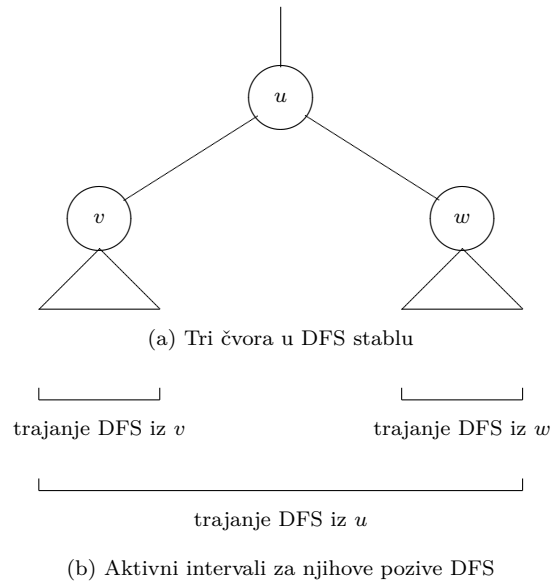 u
v
w
(a) Tri čvora u DFS stablu
trajanje DFS iz v
trajanje DFS iz w
trajanje DFS iz u
(b) Aktivni intervali za njihove pozive DFS